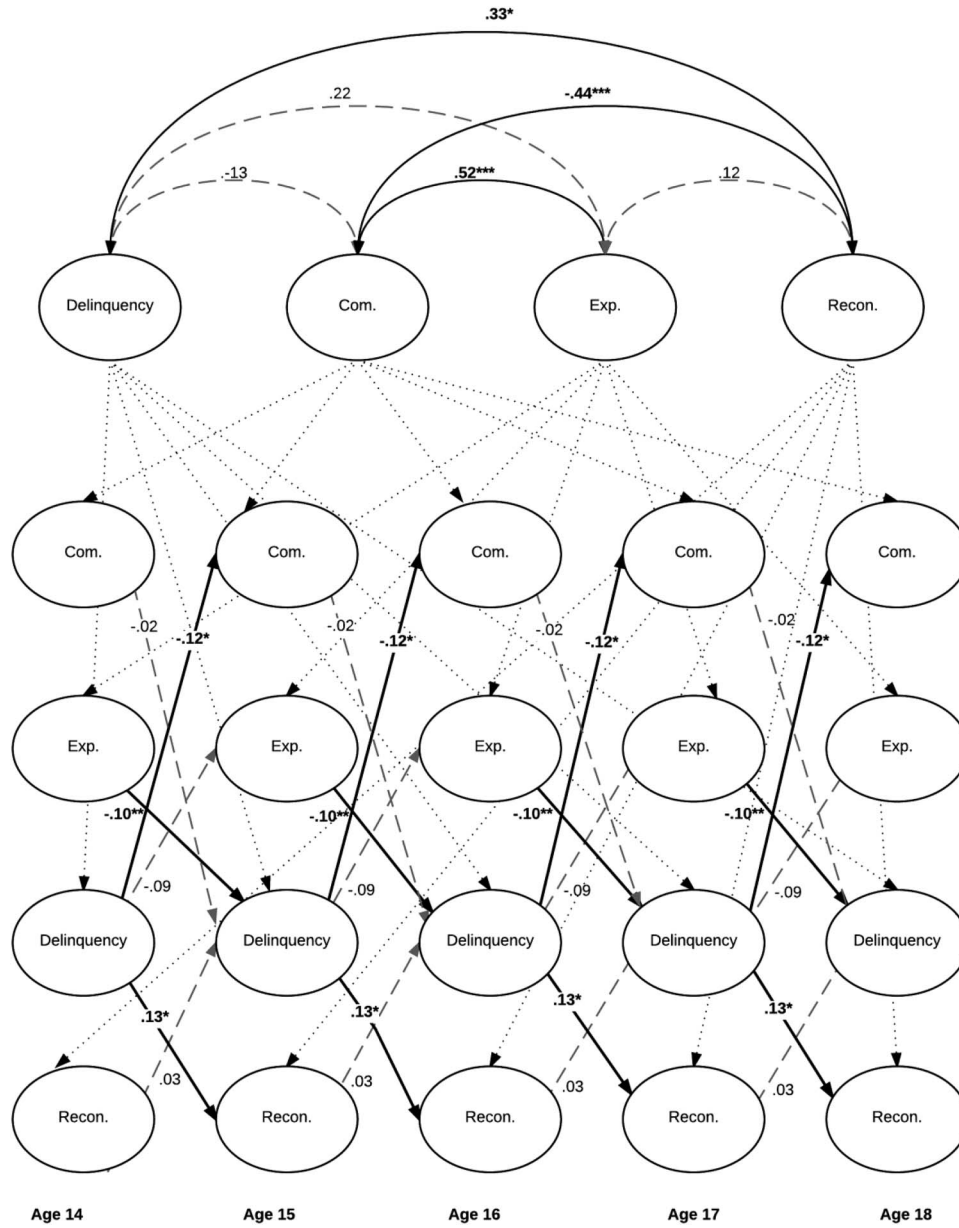 .33*
.22 -.44***
.-13 .52*** .12
Delinquency Com. Exp. Recon.
Com. Com. Com. Com. Com.
-.02 -.02 -.02 -.02
-.12* -.12* -.12* -.12*
Exp. Exp. Exp. Exp. Exp.
-.10** -.10** -.10** -.10**
-.09 -.09 -.09 -.09
Delinquency Delinquency Delinquency Delinquency Delinquency
.13* .13* .13* .13*
.03 .03 .03 .03
Recon. Recon. Recon. Recon. Recon.
Age 14 Age 15 Age 16 Age 17 Age 18